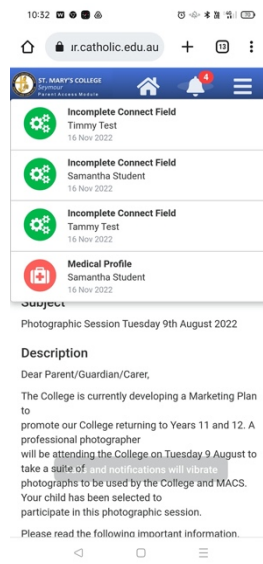 10:32
ur.catholic.edu.au
13
ST. MARY'S COLLEGE
Seymour
Parent Access Module
4
Incomplete Connect Field
Timmy Test
16 Nov 2022
Incomplete Connect Field
Samantha Student
16 Nov 2022
Incomplete Connect Field
Tammy Test
16 Nov 2022
Medical Profile
Samantha Student
16 Nov 2022
Subject
Photographic Session Tuesday 9th August 2022
Description
Dear Parent/Guardian/Carer,
The College is currently developing a Marketing Plan
to
promote our College returning to Years 11 and 12. A
professional photographer
will be attending the College on Tuesday 9 August to
take a suite of
and notifications will vibrate
photographs to be used by the College and MACS.
Your child has been selected to
participate in this photographic session.
Please read the following important information.